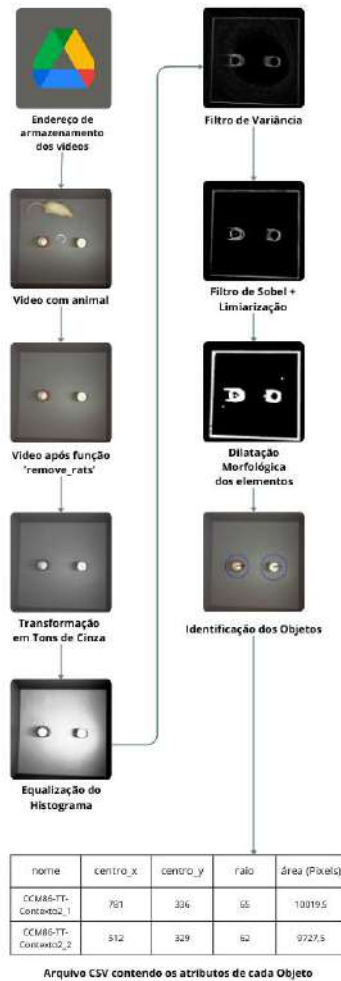 Endereço de
armazenamento
dos vídeos
Video com animal
Video após função
'remove_rats'
Transformação
em Tons de Cinza
Equalização do
Histograma
Filtro de Variância
Filtro de Sobel +
Limiarização
Dilatação
Morfológica
dos elementos
Identificação dos Objetos
nome centro_x centro_y raio área (Pixels)
CCM86-TT-
Contexto2_1 781 336 65 10019,5
CCM86-TT-
Contexto2_2 512 329 62 9727,5
Arquivo CSV contendo os atributos de cada Objeto